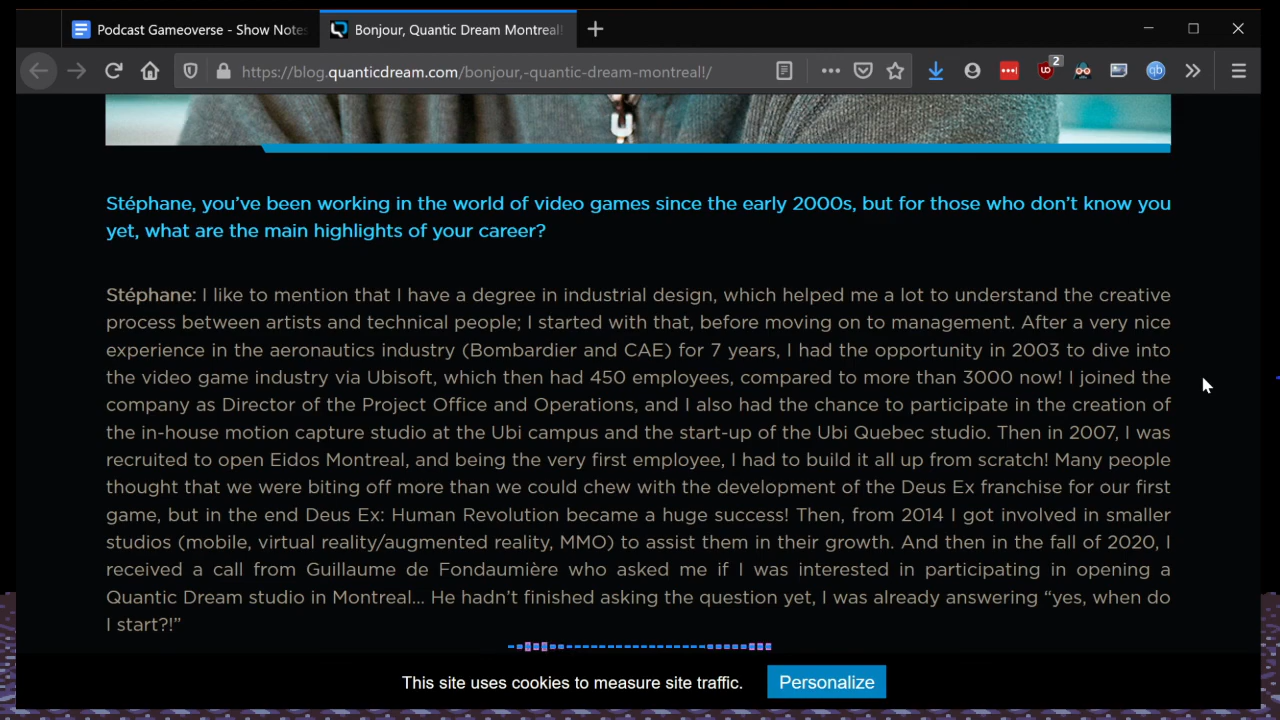 Podcast Gameoverse - Show Notes
Bonjour, Quantic Dream Montreal!
https://blog.quanticdream.com/bonjour,-quantic-dream-montreal!/
2
qb
Stéphane, you’ve been working in the world of video games since the early 2000s, but for those who don’t know you
yet, what are the main highlights of your career?
Stéphane: I like to mention that I have a degree in industrial design, which helped me a lot to understand the creative
process between artists and technical people; I started with that, before moving on to management. After a very nice
experience in the aeronautics industry (Bombardier and CAE) for 7 years, I had the opportunity in 2003 to dive into
the video game industry via Ubisoft, which then had 450 employees, compared to more than 3000 now! I joined the
company as Director of the Project Office and Operations, and I also had the chance to participate in the creation of
the in-house motion capture studio at the Ubi campus and the start-up of the Ubi Quebec studio. Then in 2007, I was
recruited to open Eidos Montreal, and being the very first employee, I had to build it all up from scratch! Many people
thought that we were biting off more than we could chew with the development of the Deus Ex franchise for our first
game, but in the end Deus Ex: Human Revolution became a huge success! Then, from 2014 I got involved in smaller
studios (mobile, virtual reality/augmented reality, MMO) to assist them in their growth. And then in the fall of 2020, I
received a call from Guillaume de Fondaumière who asked me if I was interested in participating in opening a
Quantic Dream studio in Montreal... He hadn’t finished asking the question yet, I was already answering “yes, when do
I start?!”
This site uses cookies to measure site traffic.
Personalize